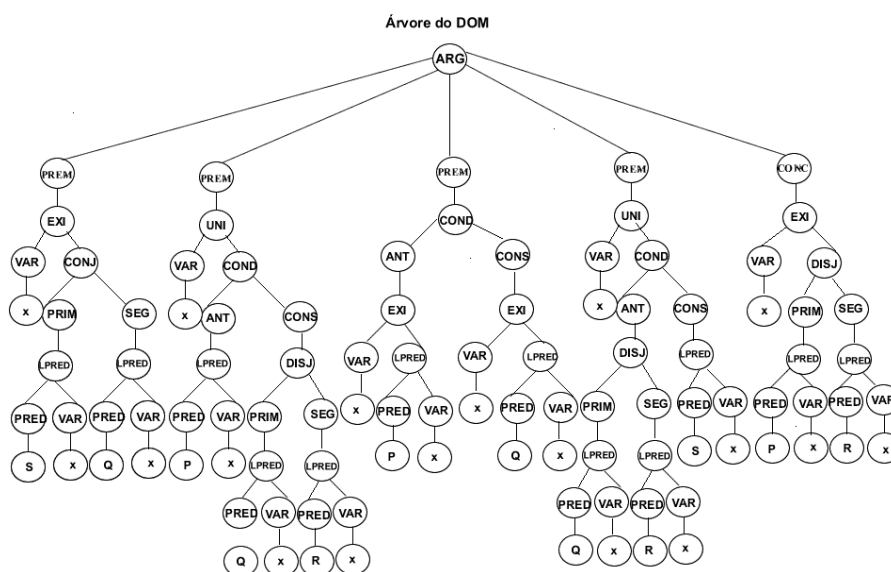 Árvore do DOM
ARG
PREM PREM PREM PREM CONC
EXI UNI COND UNI EXI
VAR CONJ VAR COND ANT CONS VAR COND VAR DISJ
x PRIM SEG x ANT CONS EXI EXI x ANT CONS x PRIM SEG
LPRED LPRED LPRED DISJ VAR LPRED VAR LPRED DISJ LPRED LPRED LPRED
PRED VAR PRED VAR PRED VAR PRIM SEG x PRED VAR x PRED VAR PRIM SEG PRED VAR PRED VAR PRED VAR
S x Q x P x LPRED LPRED P x Q x LPRED LPRED S x P x R x
PRED VAR PRED VAR PRED VAR PRED VAR
Q x R x Q x R x